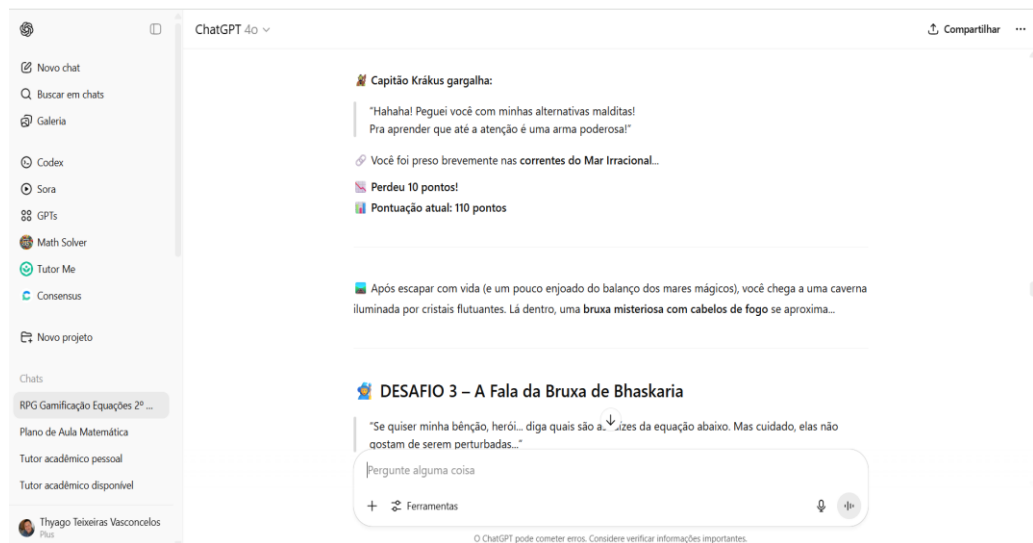 ChatGPT 4o
Compartilhar
Novo chat
Buscar em chats
Galeria
Codex
Sora
GPTs
Math Solver
Tutor Me
Consensus
Novo projeto
Chats
RPG Gamificação Equações 2º ...
Plano de Aula Matemática
Tutor acadêmico pessoal
Tutor acadêmico disponível
Thyago Teixeiras Vasconcelos
Plus
Capitão Krákus gargalha:
"Hahaha! Peguei você com minhas alternativas malditas!
Pra aprender que até a atenção é uma arma poderosa!"
Você foi preso brevemente nas correntes do Mar Irracional...
Perdeu 10 pontos!
Pontuação atual: 110 pontos
Após escapar com vida (e um pouco enjoado do balanço dos mares mágicos), você chega a uma caverna
iluminada por cristais flutuantes. Lá dentro, uma bruxa misteriosa com cabelos de fogo se aproxima...
DESAFIO 3 – A Fala da Bruxa de Bhaskaria
"Se quiser minha bênção, herói... diga quais são as raízes da equação abaixo. Mas cuidado, elas não
gostam de serem perturbadas..."
Pergunte alguma coisa
Ferramentas
O ChatGPT pode cometer erros. Considere verificar informações importantes.